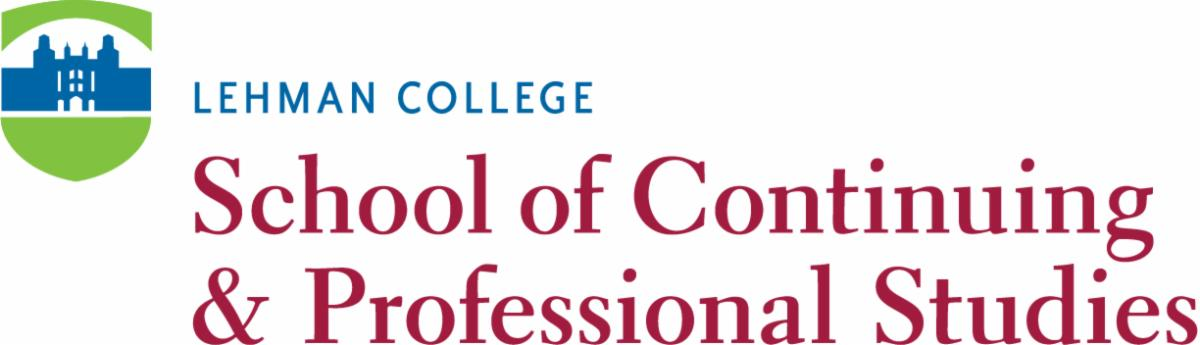 LEHMAN COLLEGE
School of Continuing
& Professional Studies